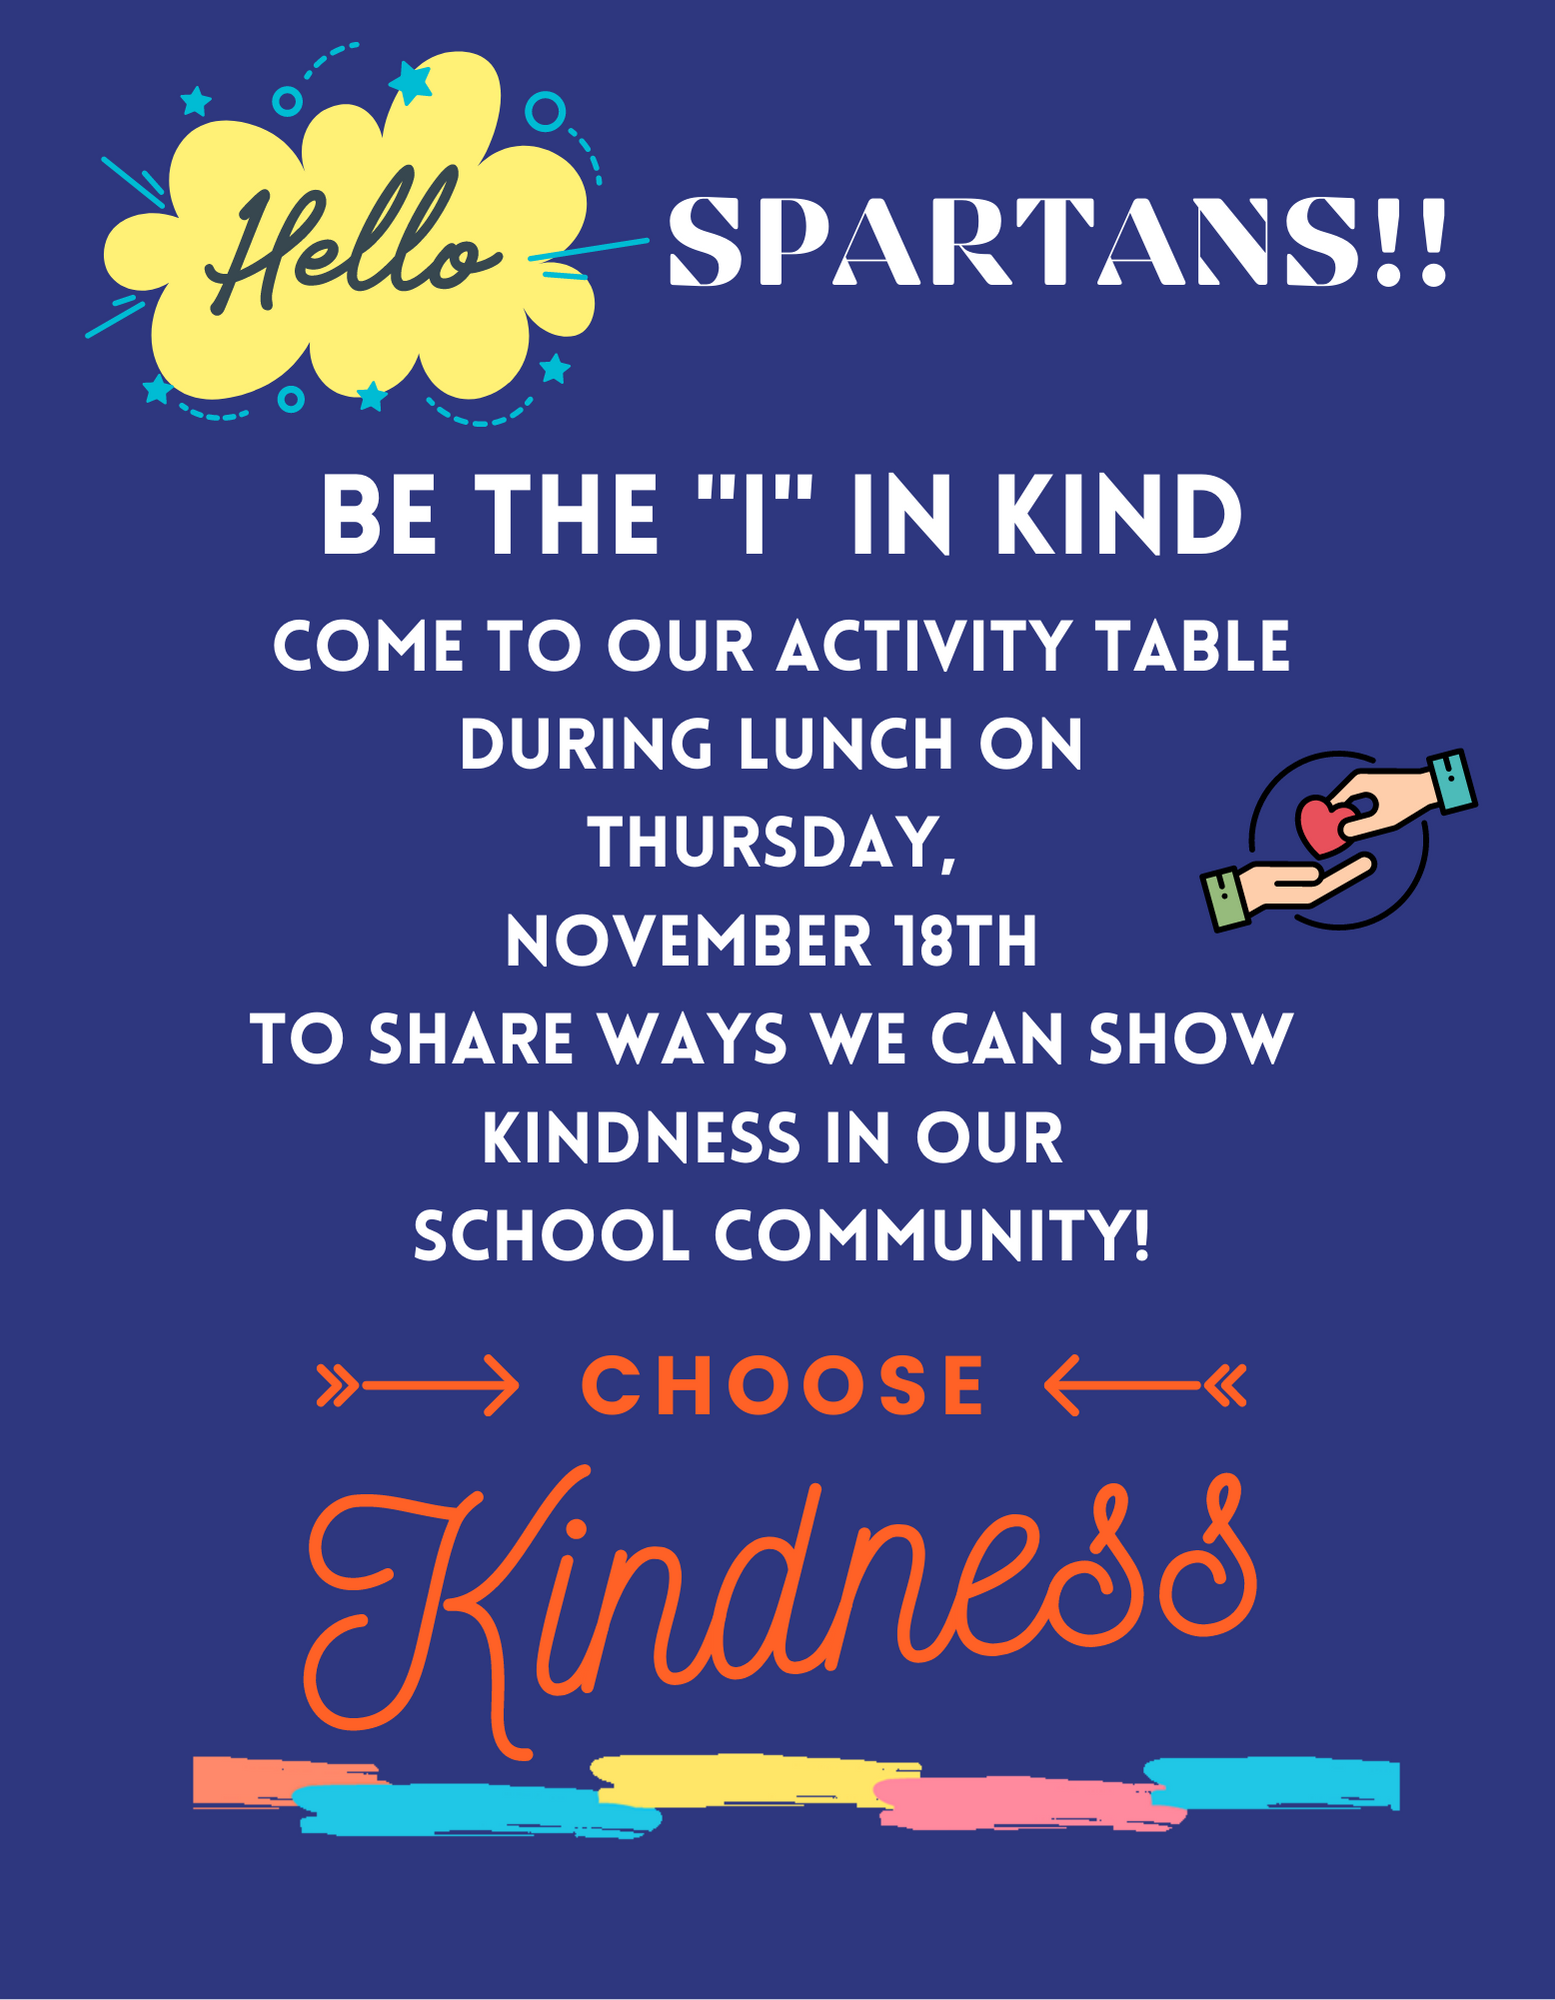 Hello SPARTANS!!
BE THE "I" IN KIND
COME TO OUR ACTIVITY TABLE
DURING LUNCH ON
THURSDAY,
NOVEMBER 18TH
TO SHARE WAYS WE CAN SHOW
KINDNESS IN OUR
SCHOOL COMMUNITY!
CHOOSE
Kindness